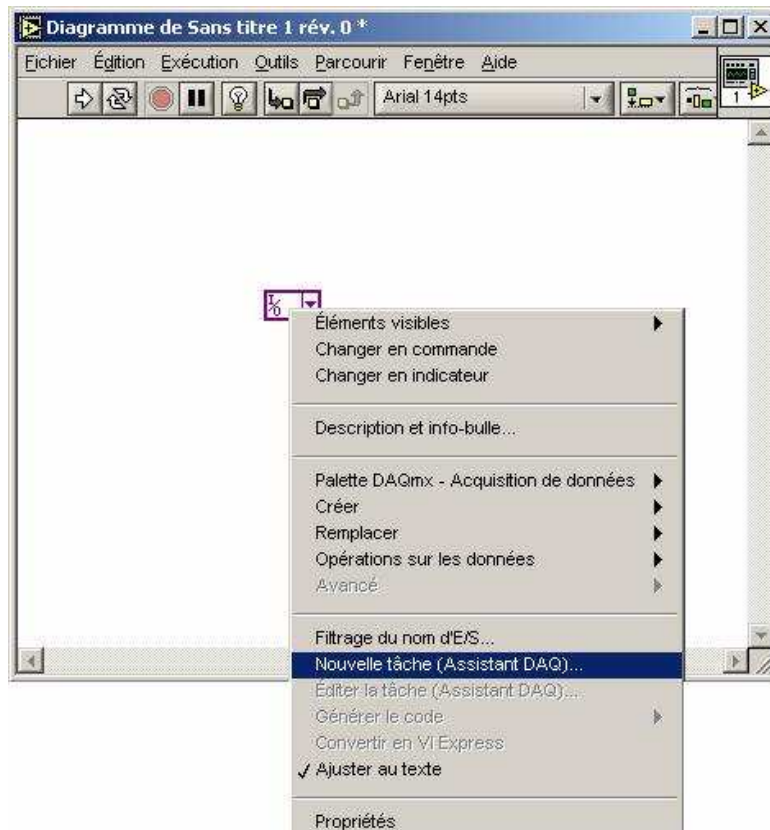 Diagramme de Sans titre 1 rév. 0 *
Fichier Édition Exécution Outils Parcourir Fenêtre Aide
Arial 14pts
1
I/O
Éléments visibles
Changer en commande
Changer en indicateur
Description et info-bulle...
Palette DAQmx - Acquisition de données
Créer
Remplacer
Opérations sur les données
Avancé
Filtrage du nom d'E/S...
Nouvelle tâche (Assistant DAQ)...
Éditer la tâche (Assistant DAQ)...
Générer le code
Convertir en VI Express
Ajuster au texte
Propriétés